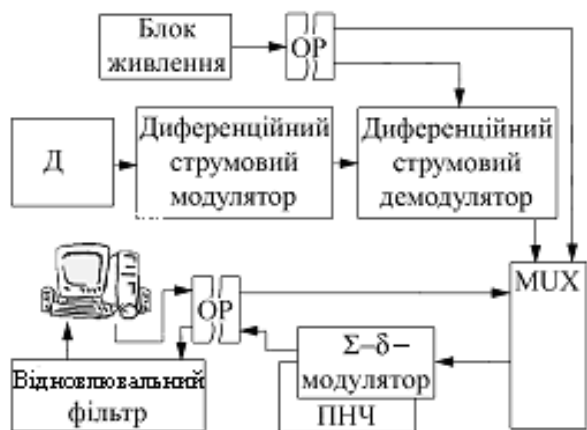 Блок
живлення
ОР
Д
Диференційний
струмовий
модулятор
Диференційний
струмовий
демодулятор
MUX
ОР
Σ–δ–
модулятор
ПНЧ
Відновлювальний
фільтр